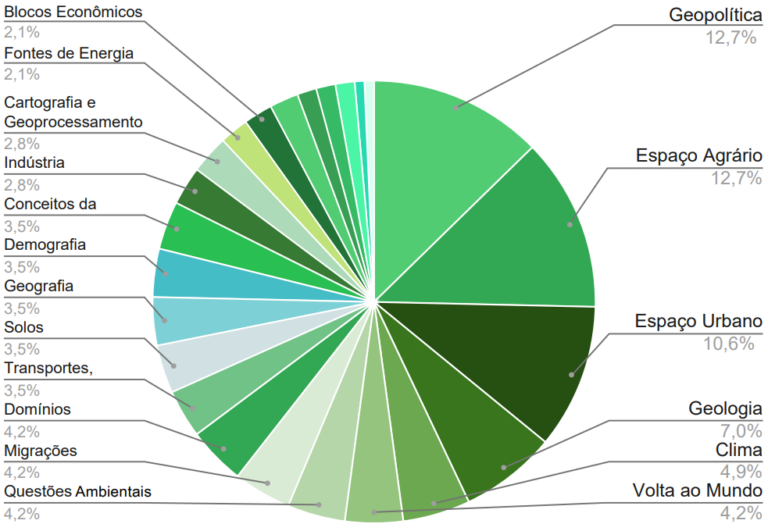 Blocos Econômicos
2,1%
Fontes de Energia
2,1%
Cartografia e
Geoprocessamento
2,8%
Indústria
2,8%
Conceitos da
3,5%
Demografia
3,5%
Geografia
3,5%
Solos
3,5%
Transportes,
3,5%
Domínios
4,2%
Migrações
4,2%
Questões Ambientais
4,2%
Geopolítica
12,7%
Espaço Agrário
12,7%
Espaço Urbano
10,6%
Geologia
7,0%
Clima
4,9%
Volta ao Mundo
4,2%